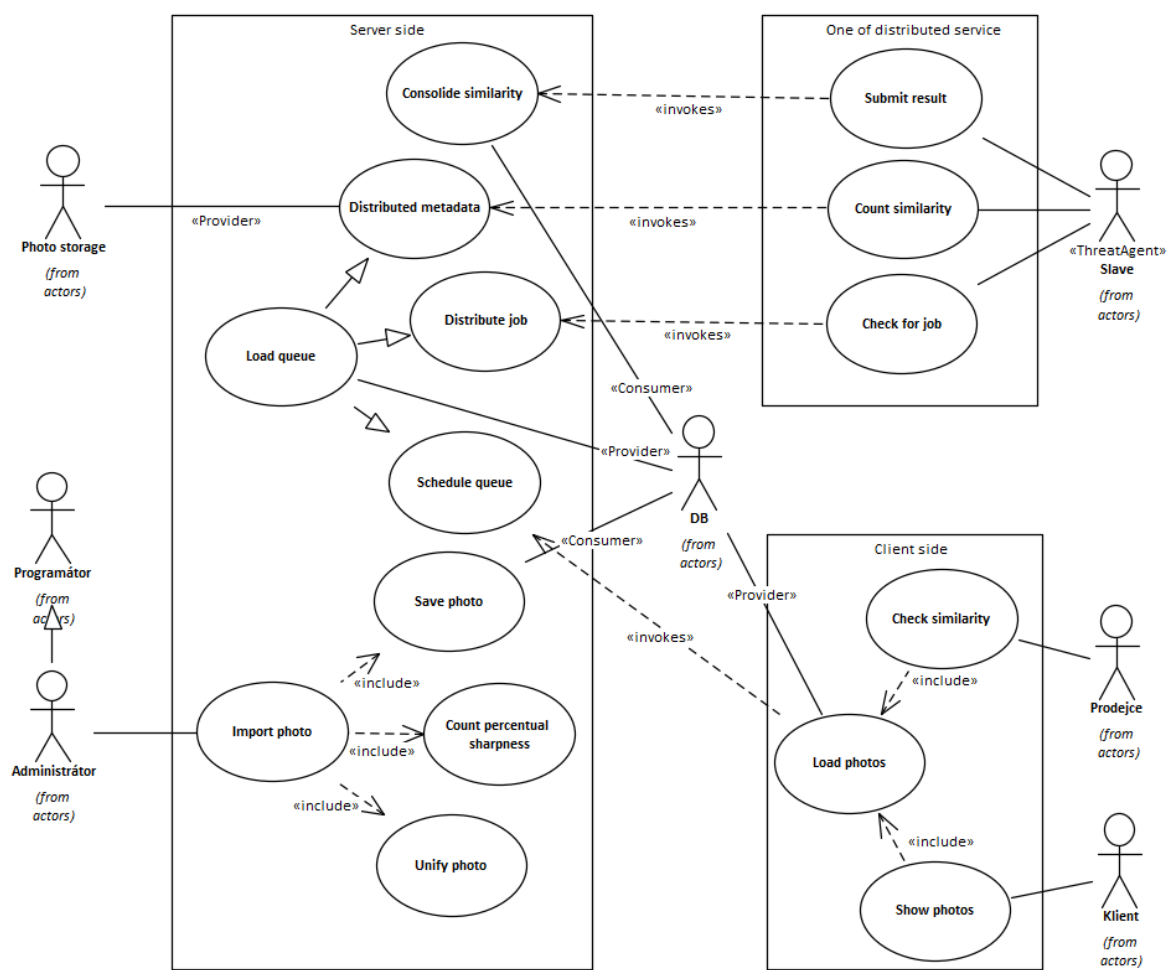 Server side
One of distributed service
Consolide similarity
«invokes»
Submit result
Photo storage
(from
actors)
«Provider»
Distributed metadata
«invokes»
Count similarity
«ThreatAgent»
Slave
(from
actors)
Load queue
Distribute job
«invokes»
Check for job
«Consumer»
«Provider»
Schedule queue
DB
(from
actors)
«Consumer»
Programátor
(from
actors)
Save photo
«Provider»
Client side
Check similarity
«invokes»
«include»
«include»
Prodejce
(from
actors)
Administrátor
(from
actors)
Import photo
«include»
Count percentual
sharpness
Load photos
«include»
Unify photo
«include»
Show photos
Klient
(from
actors)